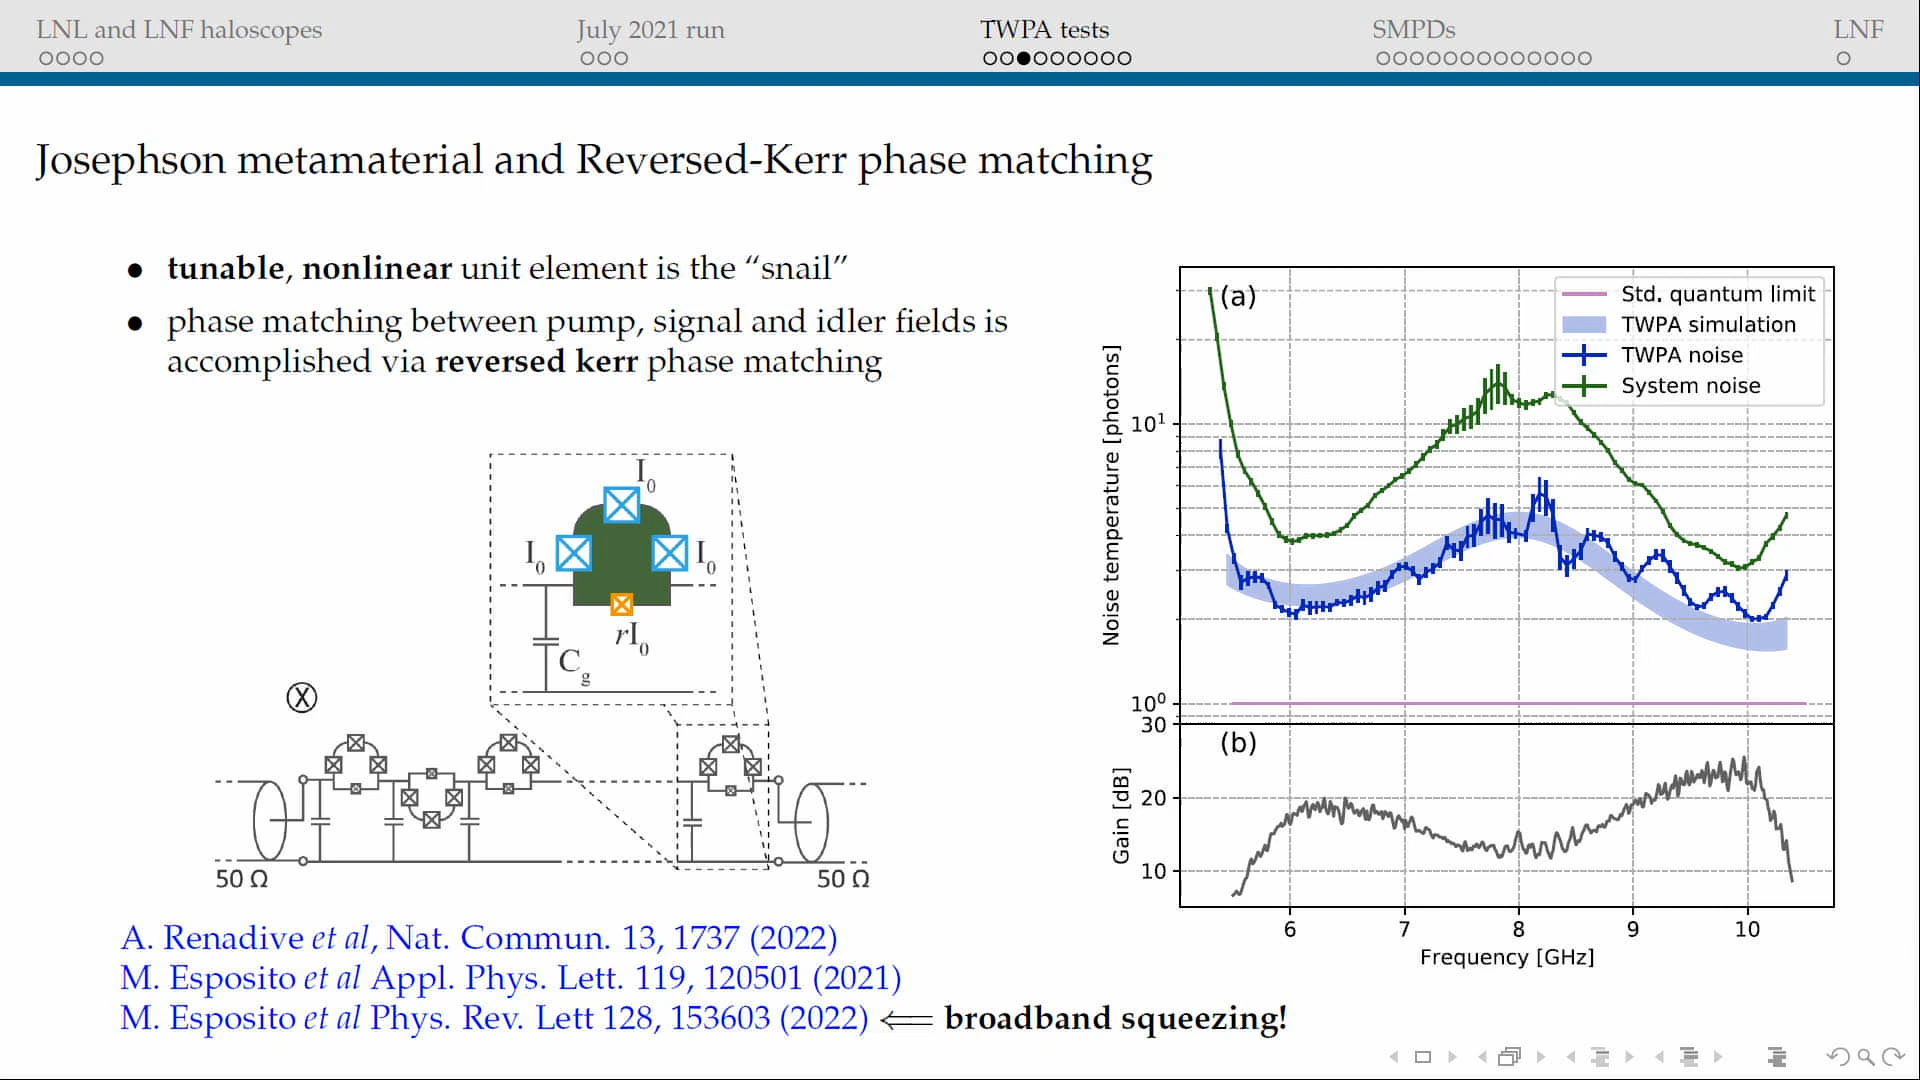 LNL and LNF haloscopes
July 2021 run
TWPA tests
SMPDs
LNF
Josephson metamaterial and Reversed-Kerr phase matching
• tunable, nonlinear unit element is the “snail”
• phase matching between pump, signal and idler fields is
accomplished via reversed kerr phase matching
I0
I0
I0
rI0
Cg
X
50 Ω
50 Ω
(a)
Std. quantum limit
TWPA simulation
TWPA noise
System noise
Noise temperature [photons]
10¹
10⁰
(b)
Gain [dB]
30
20
10
6 7 8 9 10
Frequency [GHz]
A. Renadive et al, Nat. Commun. 13, 1737 (2022)
M. Esposito et al Appl. Phys. Lett. 119, 120501 (2021)
M. Esposito et al Phys. Rev. Lett 128, 153603 (2022) ⟸ broadband squeezing!